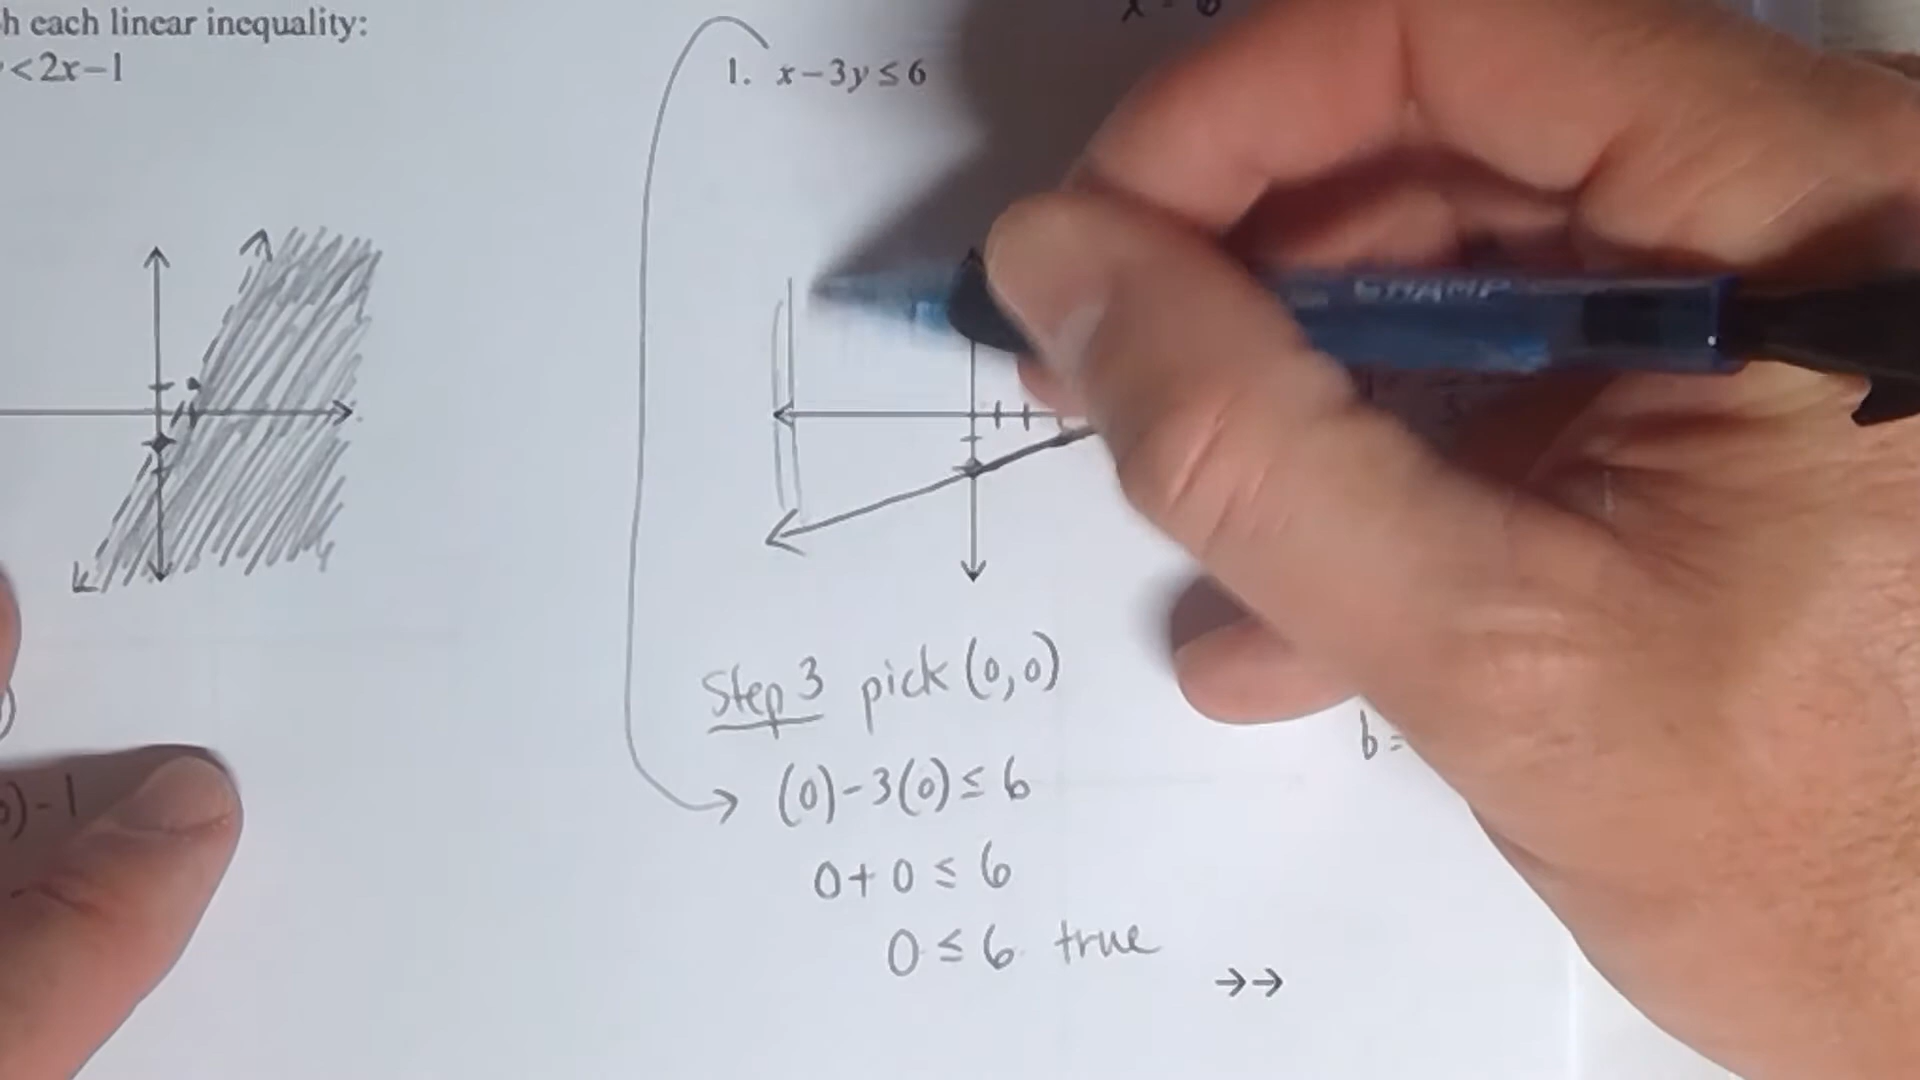 h each linear inequality:
<2x-1
1. x-3y≤6
Step 3 pick (0,0)
(0)-3(0)≤6
0+0≤6
0≤6 true
→→
b=
)-1